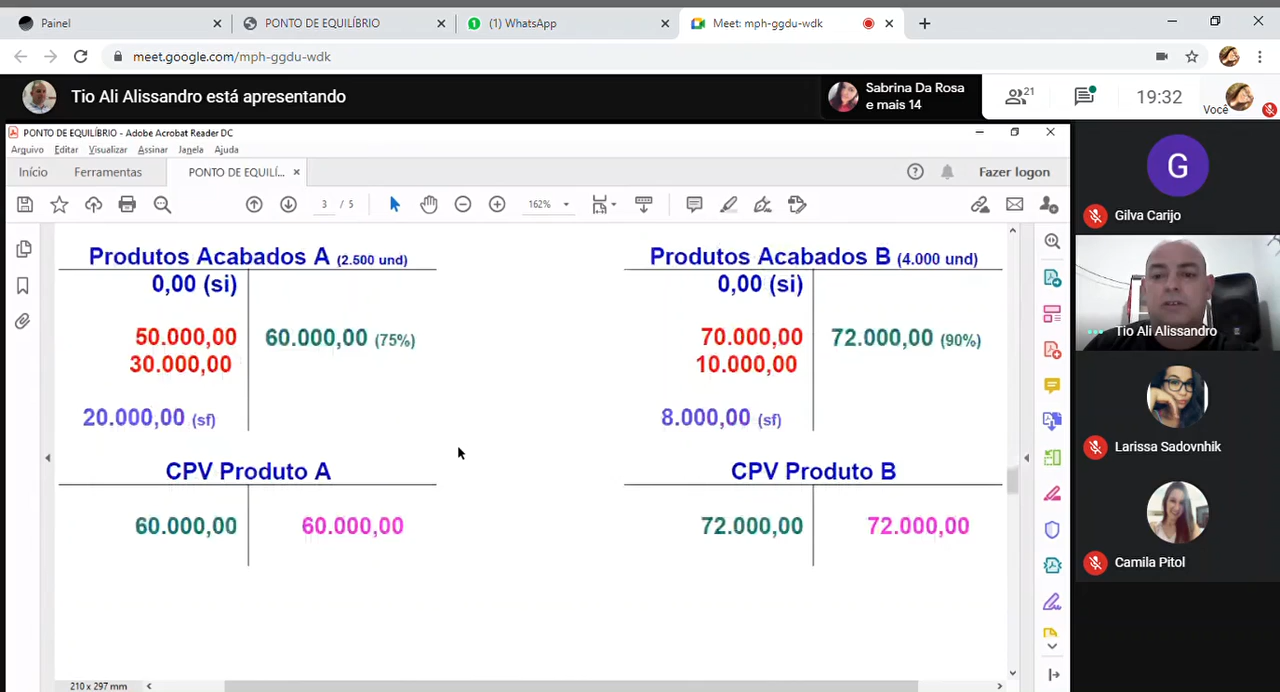 Painel
PONTO DE EQUILÍBRIO
(1) WhatsApp
Meet: mph-ggdu-wdk
meet.google.com/mph-ggdu-wdk
Tio Ali Alissandro está apresentando
Sabrina Da Rosa
e mais 14
21
19:32
Você
PONTO DE EQUILÍBRIO - Adobe Acrobat Reader DC
Arquivo Editar Visualizar Assinar Janela Ajuda
Início Ferramentas PONTO DE EQUILÍ... Fazer logon
3 / 5 162%
Produtos Acabados A (2.500 und)
0,00 (si)
50.000,00 60.000,00 (75%)
30.000,00
20.000,00 (sf)
Produtos Acabados B (4.000 und)
0,00 (si)
70.000,00 72.000,00 (90%)
10.000,00
8.000,00 (sf)
CPV Produto A
60.000,00 60.000,00
CPV Produto B
72.000,00 72.000,00
210 x 297 mm
G
Gilva Carijo
Tio Ali Alissandro
Larissa Sadovnhik
Camila Pitol